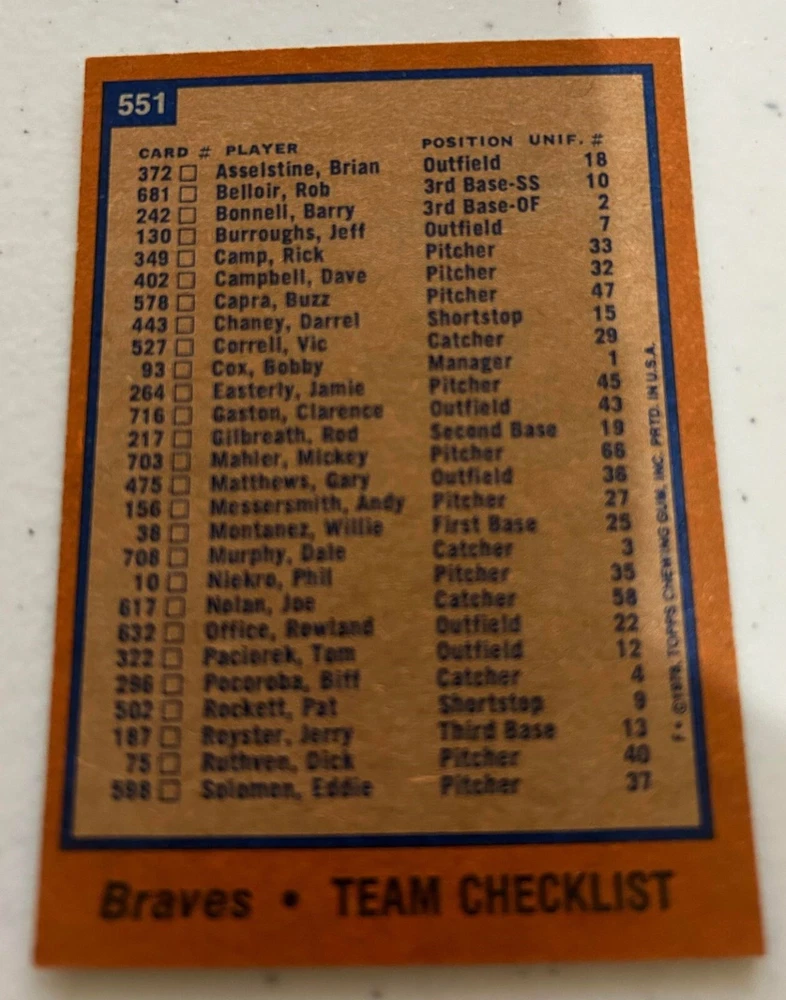 551
CARD # PLAYER POSITION UNIF. #
372 Asselstine, Brian Outfield 18
681 Belloir, Rob 3rd Base-SS 10
242 Bonnell, Barry 3rd Base-OF 2
130 Burroughs, Jeff Outfield 7
349 Camp, Rick Pitcher 33
402 Campbell, Dave Pitcher 32
578 Capra, Buzz Pitcher 47
443 Chaney, Darrel Shortstop 15
527 Correll, Vic Catcher 29
93 Cox, Bobby Manager 1
264 Easterly, Jamie Pitcher 45
716 Gaston, Clarence Outfield 43
217 Gilbreath, Rod Second Base 19
703 Mahler, Mickey Pitcher 66
475 Matthews, Gary Outfield 36
156 Messersmith, Andy Pitcher 27
38 Montanez, Willie First Base 25
708 Murphy, Dale Catcher 3
10 Niekro, Phil Pitcher 35
617 Nolan, Joe Catcher 58
632 Office, Rowland Outfield 22
322 Paciorek, Tom Outfield 12
296 Pocoroba, Biff Catcher 4
502 Rockett, Pat Shortstop 9
187 Royster, Jerry Third Base 13
75 Ruthven, Dick Pitcher 40
598 Solomon, Eddie Pitcher 37
F• ©1978, TOPPS CHEWING GUM, INC. PRTD. IN U.S.A.
Braves • TEAM CHECKLIST